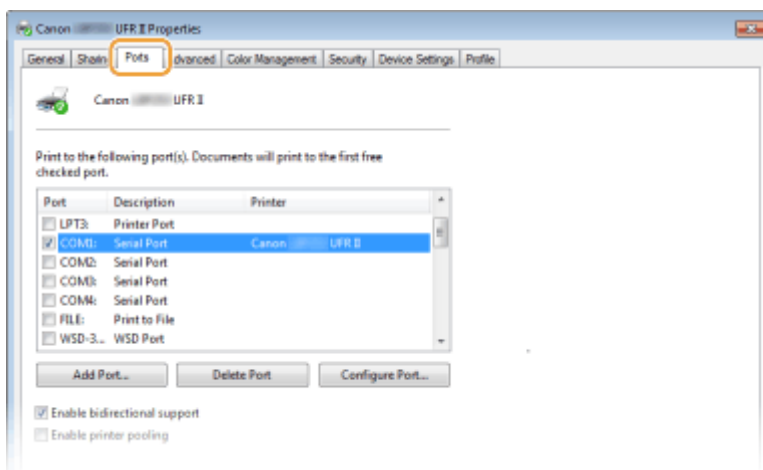 Canon UFR II Properties
General Sharin Ports dvanced Color Management Security Device Settings Profile
Canon UFR II
Print to the following port(s). Documents will print to the first free
checked port.
Port Description Printer
LPT3: Printer Port
COM1: Serial Port Canon UFR II
COM2: Serial Port
COM3: Serial Port
COM4: Serial Port
FILE: Print to File
WSD-3... WSD Port
Add Port... Delete Port Configure Port...
Enable bidirectional support
Enable printer pooling